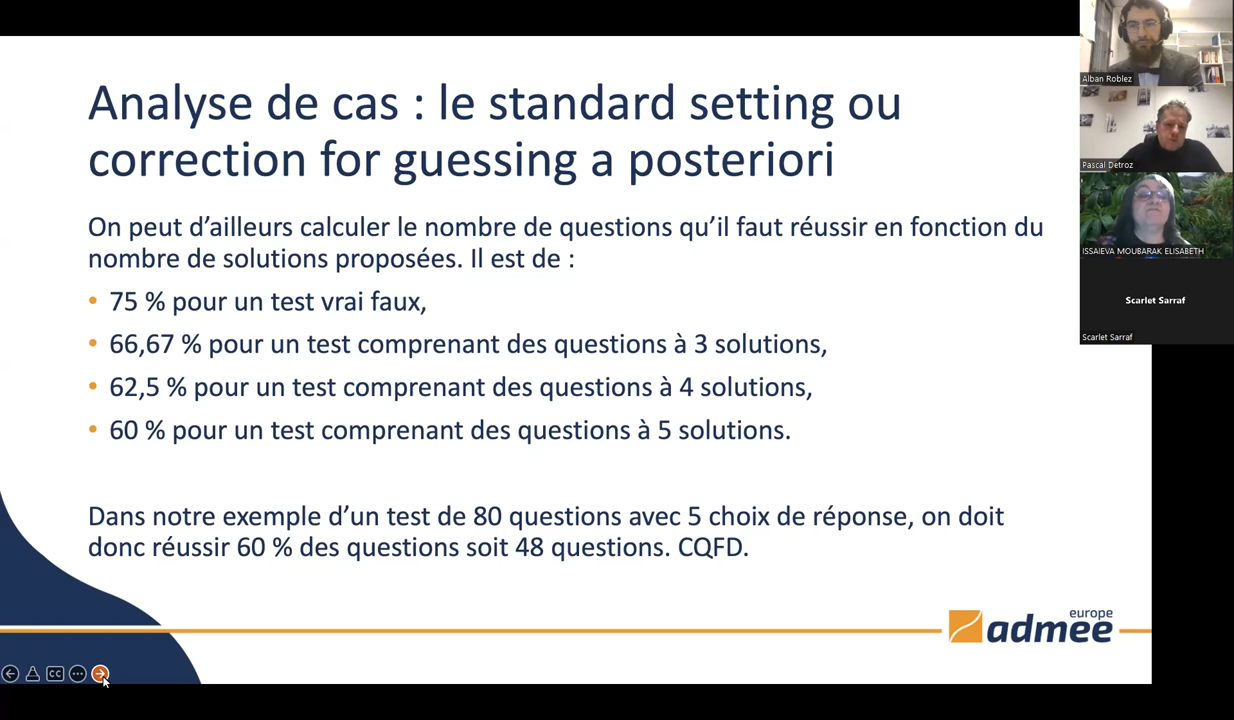 Analyse de cas : le standard setting ou
correction for guessing a posteriori
On peut d’ailleurs calculer le nombre de questions qu’il faut réussir en fonction du
nombre de solutions proposées. Il est de :
• 75 % pour un test vrai faux,
• 66,67 % pour un test comprenant des questions à 3 solutions,
• 62,5 % pour un test comprenant des questions à 4 solutions,
• 60 % pour un test comprenant des questions à 5 solutions.
Dans notre exemple d’un test de 80 questions avec 5 choix de réponse, on doit
donc réussir 60 % des questions soit 48 questions. CQFD.
europe
admee
CC
Alban Roblez
Pascal Detroz
ISSAIEVA MOUBARAK ELISABETH
Scarlet Sarraf
Scarlet Sarraf